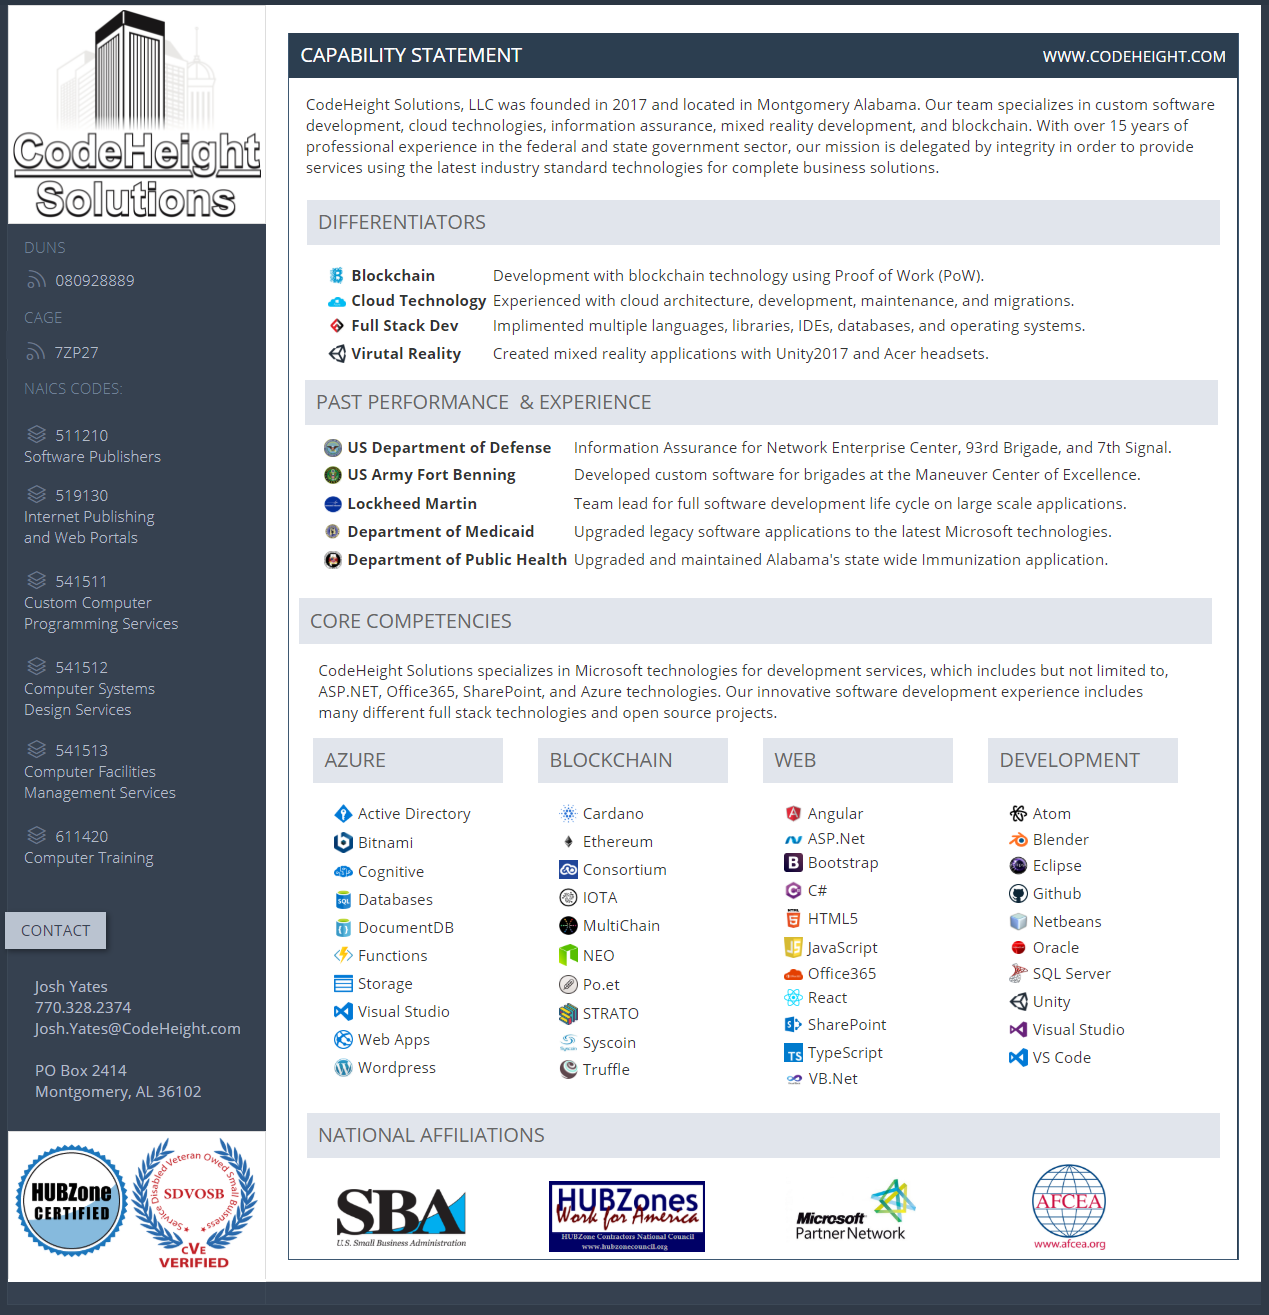 CodeHeight
Solutions
DUNS
080928889
CAGE
7ZP27
NAICS CODES:
511210
Software Publishers
519130
Internet Publishing
and Web Portals
541511
Custom Computer
Programming Services
541512
Computer Systems
Design Services
541513
Computer Facilities
Management Services
611420
Computer Training
CONTACT
Josh Yates
770.328.2374
Josh.Yates@CodeHeight.com
PO Box 2414
Montgomery, AL 36102
HUBZone
CERTIFIED
Service Disabled Veteran Owed Small Buisness
SDVOSB
CVE
VERIFIED
CAPABILITY STATEMENT
WWW.CODEHEIGHT.COM
CodeHeight Solutions, LLC was founded in 2017 and located in Montgomery Alabama. Our team specializes in custom software
development, cloud technologies, information assurance, mixed reality development, and blockchain. With over 15 years of
professional experience in the federal and state government sector, our mission is delegated by integrity in order to provide
services using the latest industry standard technologies for complete business solutions.
DIFFERENTIATORS
Blockchain Development with blockchain technology using Proof of Work (PoW).
Cloud Technology Experienced with cloud architecture, development, maintenance, and migrations.
Full Stack Dev Implimented multiple languages, libraries, IDEs, databases, and operating systems.
Virutal Reality Created mixed reality applications with Unity2017 and Acer headsets.
PAST PERFORMANCE & EXPERIENCE
US Department of Defense Information Assurance for Network Enterprise Center, 93rd Brigade, and 7th Signal.
US Army Fort Benning Developed custom software for brigades at the Maneuver Center of Excellence.
Lockheed Martin Team lead for full software development life cycle on large scale applications.
Department of Medicaid Upgraded legacy software applications to the latest Microsoft technologies.
Department of Public Health Upgraded and maintained Alabama's state wide Immunization application.
CORE COMPETENCIES
CodeHeight Solutions specializes in Microsoft technologies for development services, which includes but not limited to,
ASP.NET, Office365, SharePoint, and Azure technologies. Our innovative software development experience includes
many different full stack technologies and open source projects.
AZURE
Active Directory
Bitnami
Cognitive
Databases
DocumentDB
Functions
Storage
Visual Studio
Web Apps
Wordpress
BLOCKCHAIN
Cardano
Ethereum
Consortium
IOTA
MultiChain
NEO
Po.et
STRATO
Syscoin
Truffle
WEB
Angular
ASP.Net
Bootstrap
C#
HTML5
JavaScript
Office365
React
SharePoint
TypeScript
VB.Net
DEVELOPMENT
Atom
Blender
Eclipse
Github
Netbeans
Oracle
SQL Server
Unity
Visual Studio
VS Code
NATIONAL AFFILIATIONS
SBA
U.S. Small Business Administration
HUBZones
Work for America
HUBZone Contractors National Council
www.hubzonecouncil.org
Microsoft
Partner Network
AFCEA
www.afcea.org